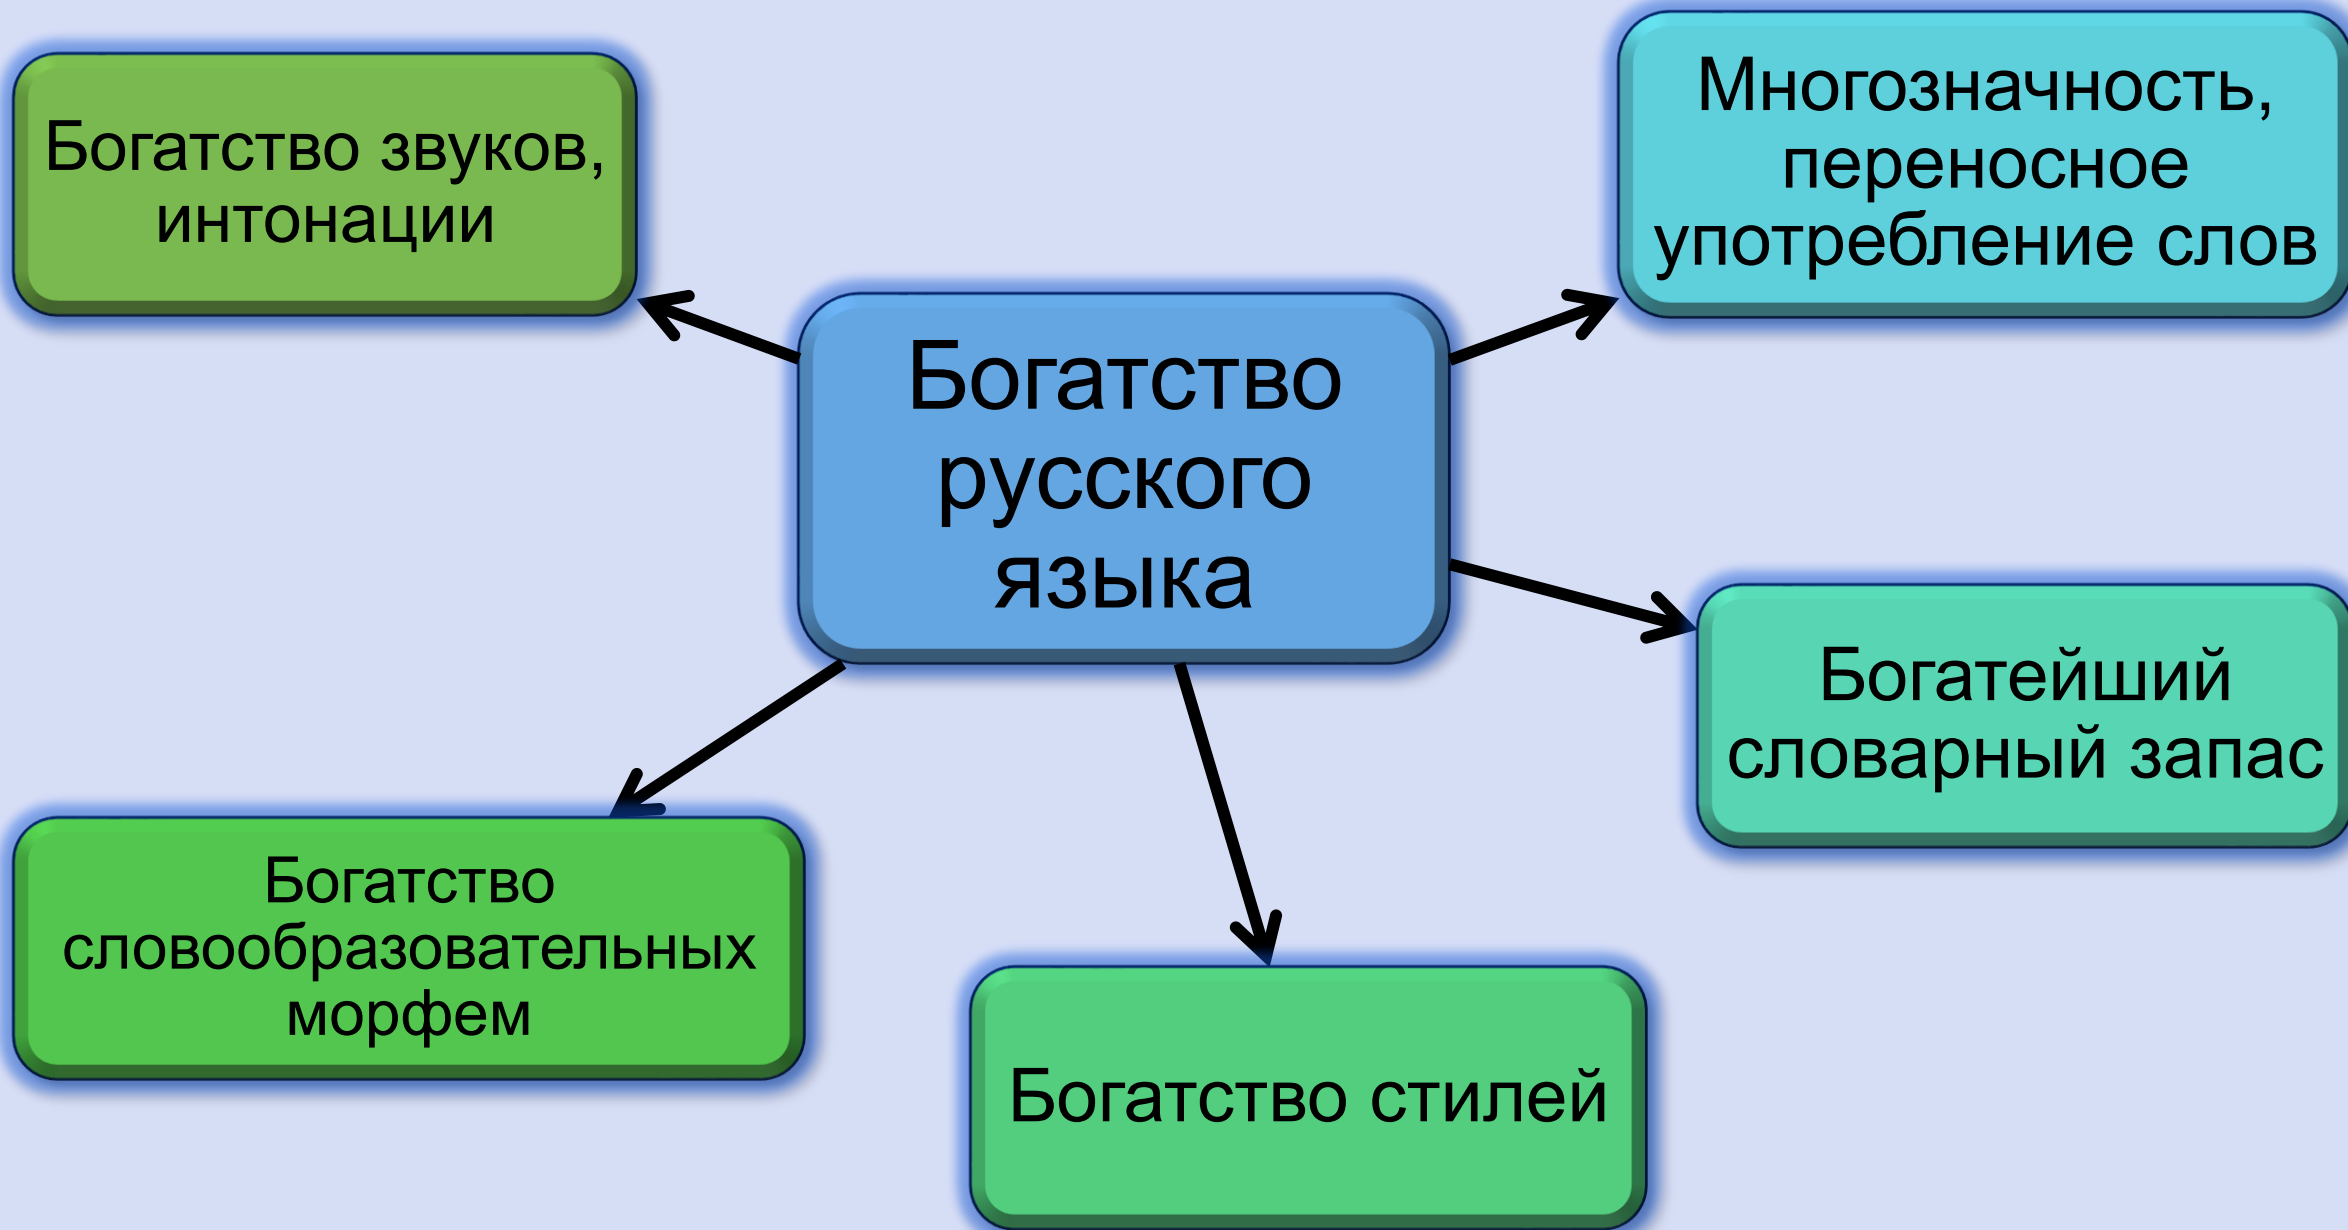 Богатство звуков,
интонации
Многозначность,
переносное
употребление слов
Богатство
русского
языка
Богатейший
словарный запас
Богатство
словообразовательных
морфем
Богатство стилей